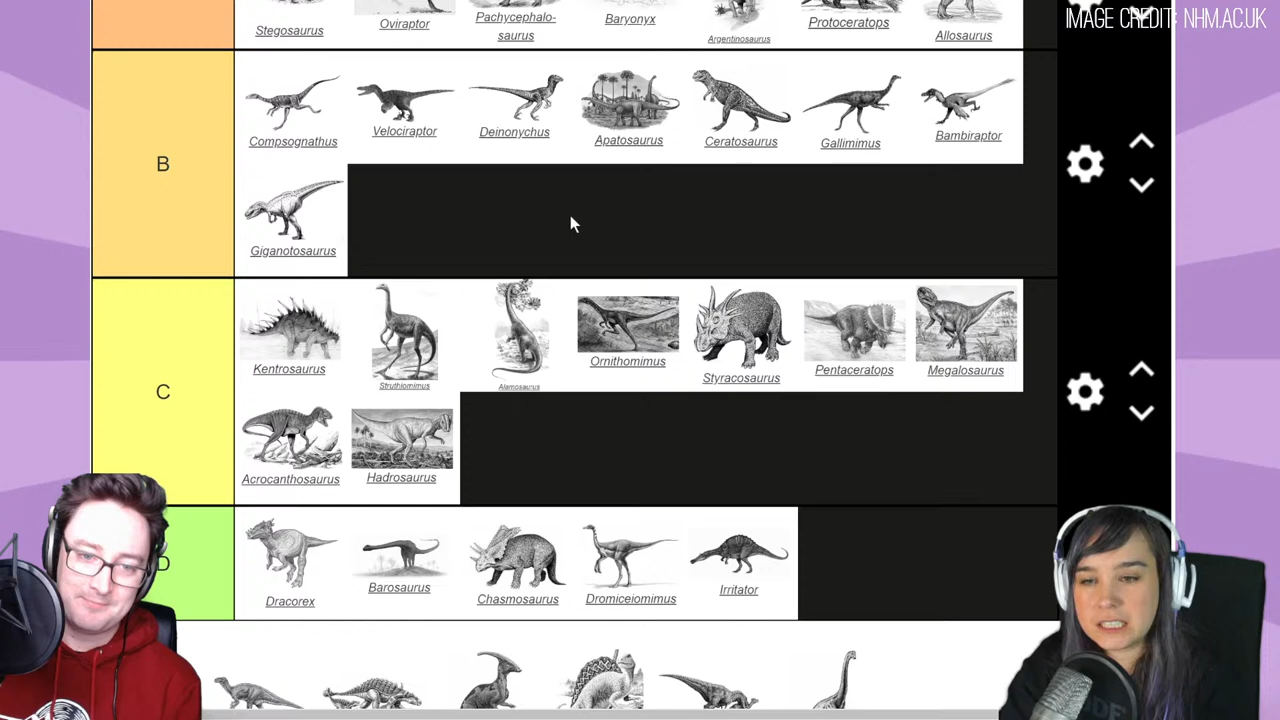 IMAGE CREDIT: NHM.AC.UK
Stegosaurus
Oviraptor
Pachycephalo-
saurus
Baryonyx
Argentinosaurus
Protoceratops
Allosaurus
B
Compsognathus
Velociraptor
Deinonychus
Apatosaurus
Ceratosaurus
Gallimimus
Bambiraptor
Giganotosaurus
C
Kentrosaurus
Struthiomimus
Alamosaurus
Ornithomimus
Styracosaurus
Pentaceratops
Megalosaurus
Acrocanthosaurus
Hadrosaurus
D
Dracorex
Barosaurus
Chasmosaurus
Dromiceiomimus
Irritator